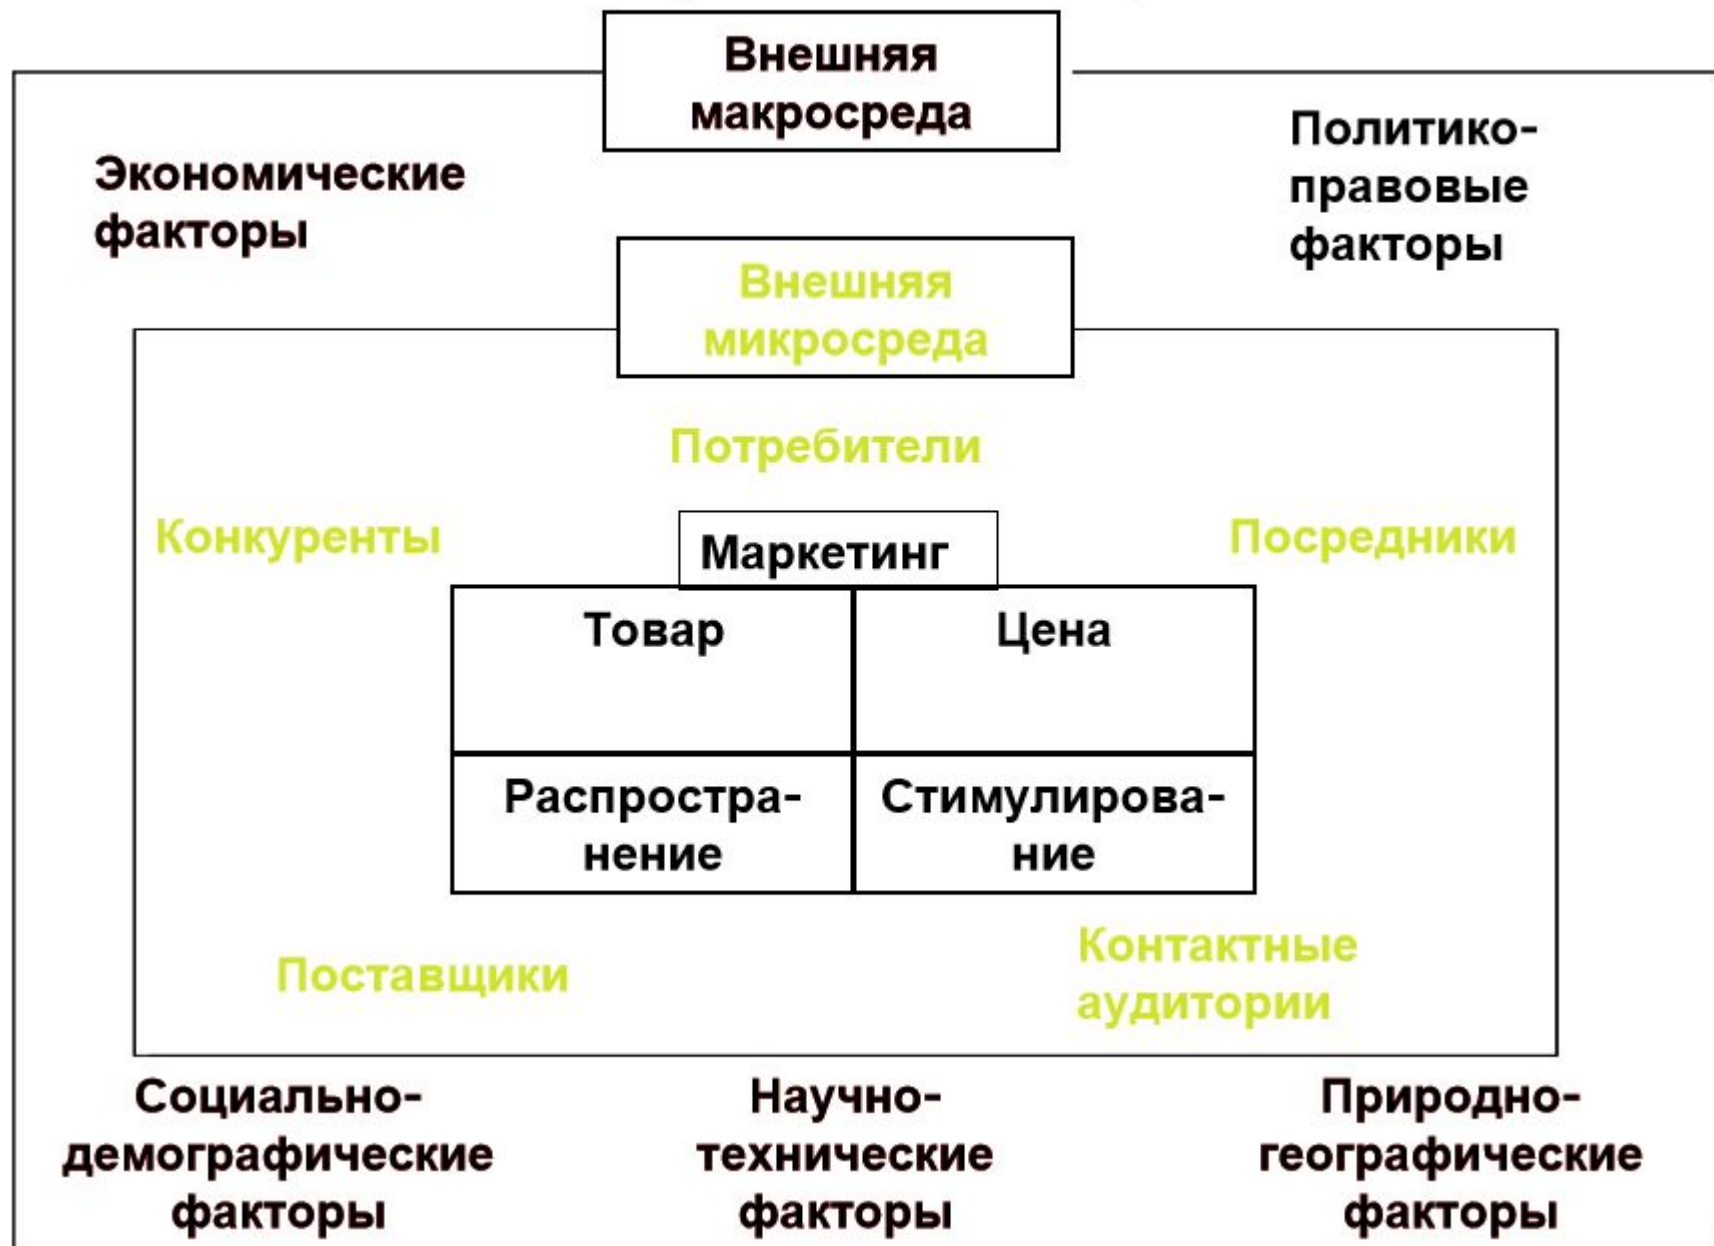 Внешняя
макросреда
Экономические
факторы
Политико-
правовые
факторы
Внешняя
микросреда
Потребители
Конкуренты
Посредники
Маркетинг
Товар
Цена
Распростра-
нение
Стимулирова-
ние
Поставщики
Контактные
аудитории
Социально-
демографические
факторы
Научно-
технические
факторы
Природно-
географические
факторы